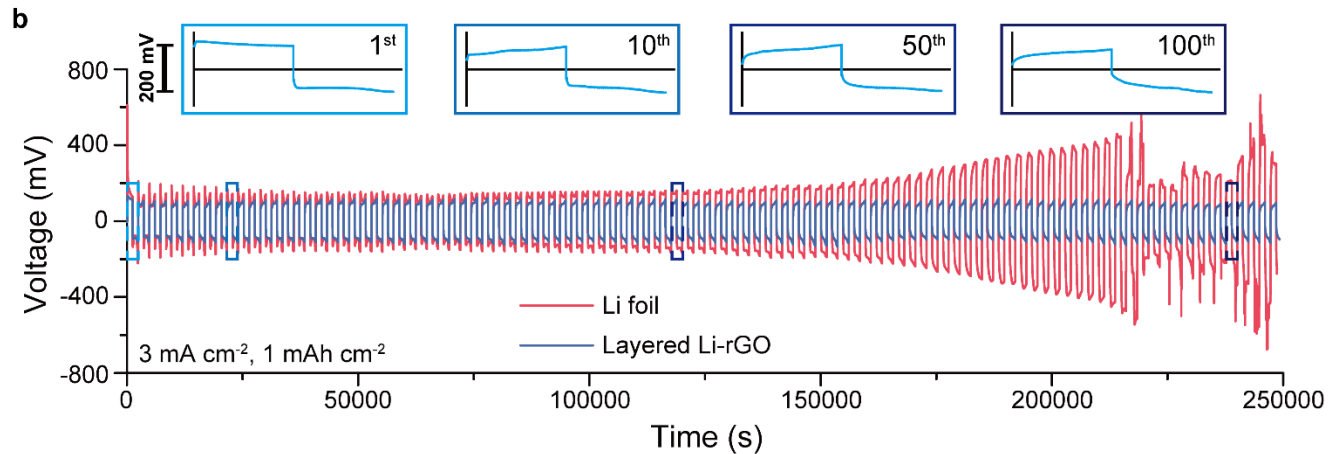 b
1st
10th
50th
100th
200 mV
800
400
0
-400
-800
Voltage (mV)
Li foil
Layered Li-rGO
3 mA cm-2, 1 mAh cm-2
0
50000
100000
150000
200000
250000
Time (s)